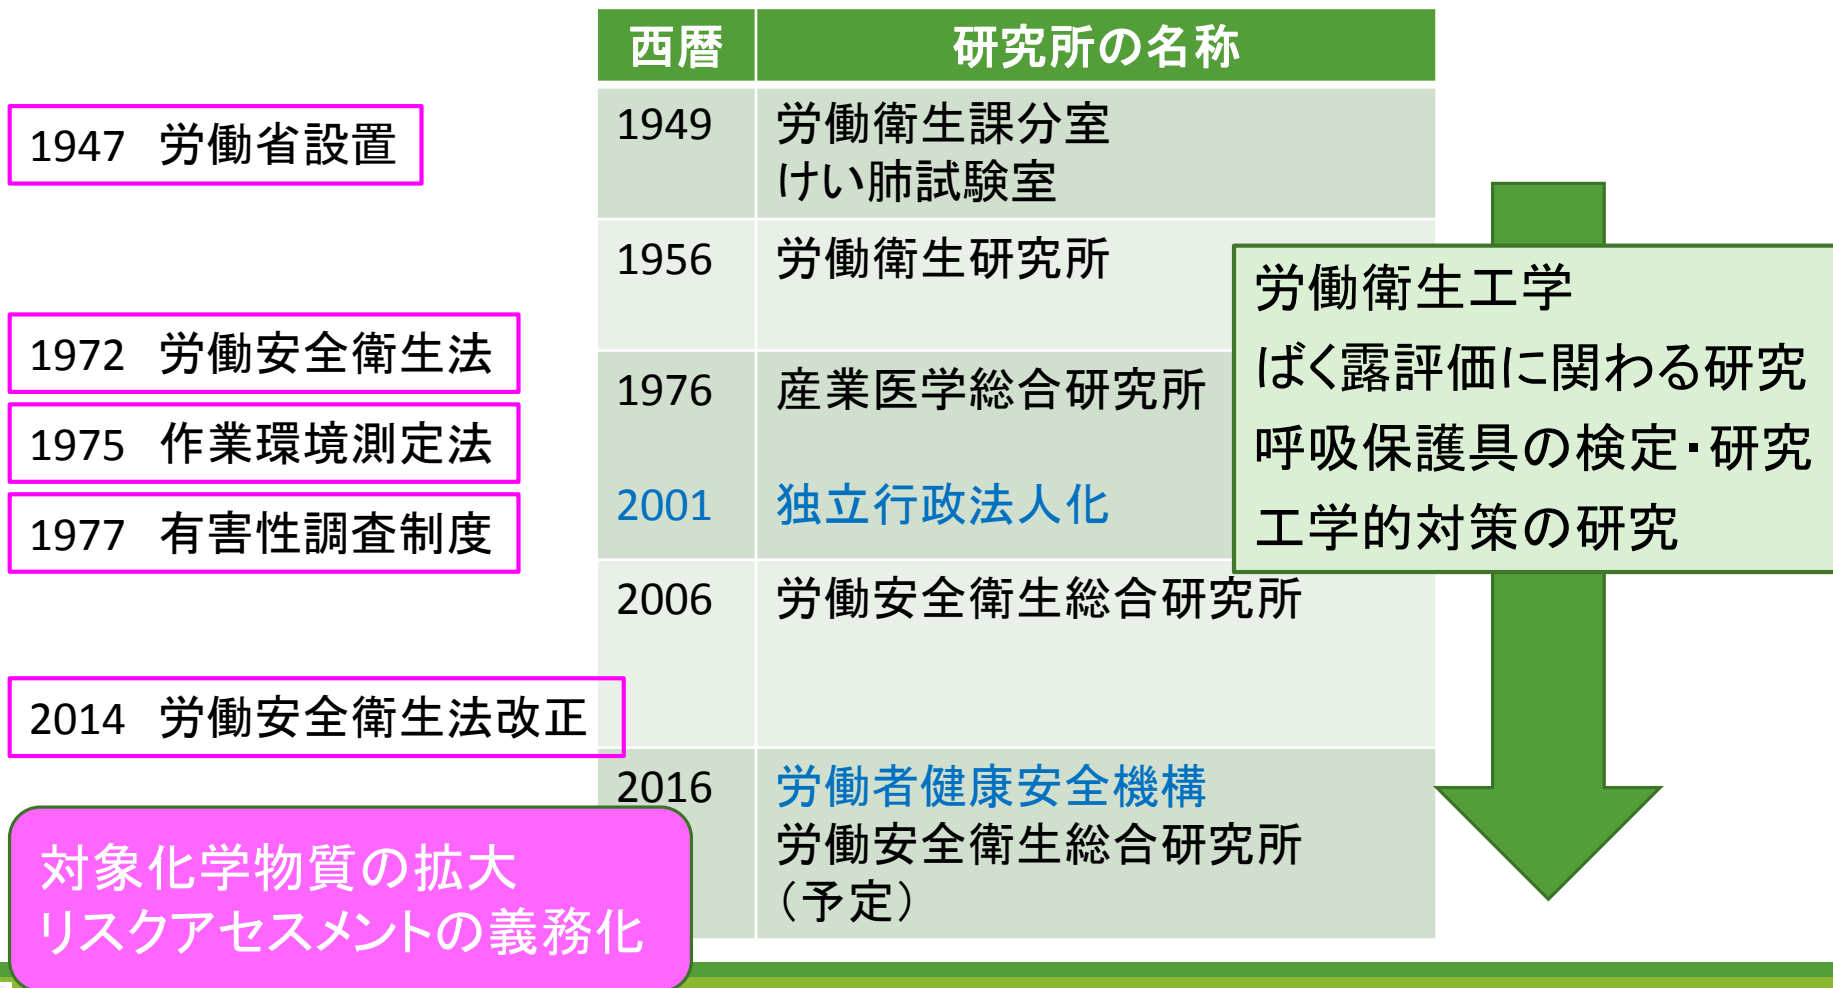 西暦 研究所の名称
1947 労働省設置
1949 労働衛生課分室
けい肺試験室
1956 労働衛生研究所
1972 労働安全衛生法
1975 作業環境測定法
1977 有害性調査制度
1976 産業医学総合研究所
2001 独立行政法人化
労働衛生工学
ばく露評価に関わる研究
呼吸保護具の検定・研究
工学的対策の研究
2006 労働安全衛生総合研究所
2014 労働安全衛生法改正
2016 労働者健康安全機構
労働安全衛生総合研究所
（予定）
対象化学物質の拡大
リスクアセスメントの義務化